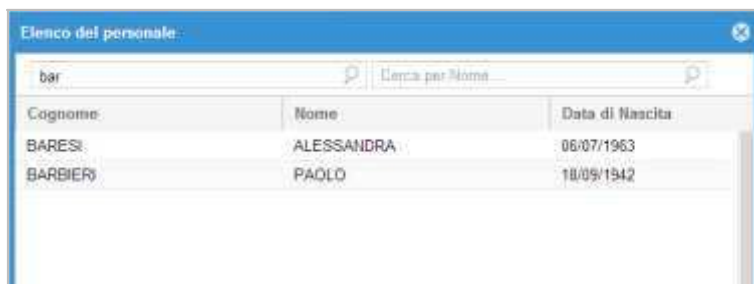 Elenco del personale
bar Cerca per Nome ...
Cognome Nome Data di Nascita
BARESI ALESSANDRA 06/07/1963
BARBIERI PAOLO 18/09/1942